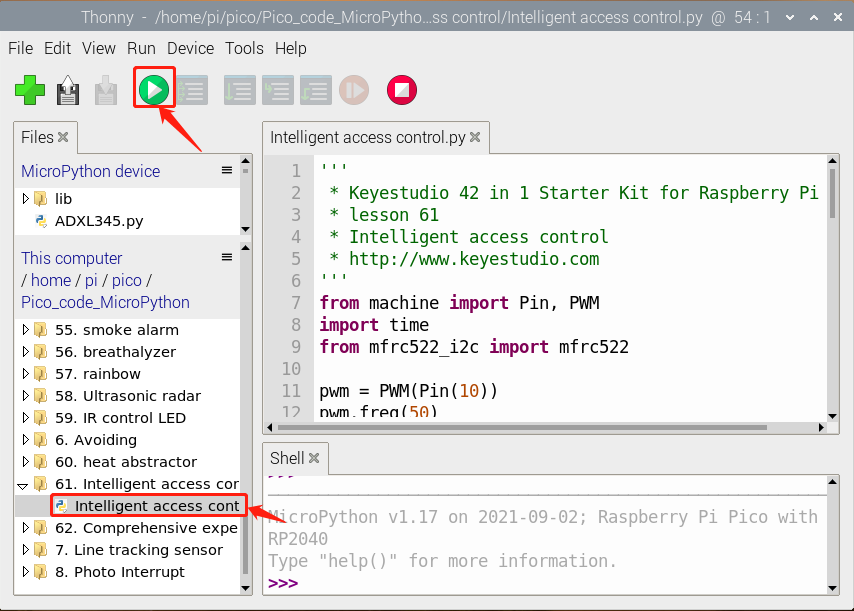 Thonny - /home/pi/pico/Pico_code_MicroPytho...ss control/Intelligent access control.py @ 54 : 1
File Edit View Run Device Tools Help
Files
MicroPython device
lib
ADXL345.py
This computer
/ home / pi / pico /
Pico_code_MicroPython
55. smoke alarm
56. breathalyzer
57. rainbow
58. Ultrasonic radar
59. IR control LED
6. Avoiding
60. heat abstractor
61. Intelligent access cor
Intelligent access cont
62. Comprehensive expe
7. Line tracking sensor
8. Photo Interrupt
Intelligent access control.py
1 '''
2 * Keyestudio 42 in 1 Starter Kit for Raspberry Pi
3 * lesson 61
4 * Intelligent access control
5 * http://www.keyestudio.com
6 '''
7 from machine import Pin, PWM
8 import time
9 from mfrc522_i2c import mfrc522
10
11 pwm = PWM(Pin(10))
12 pwm.freq(50)
Shell
>>>
MicroPython v1.17 on 2021-09-02; Raspberry Pi Pico with
RP2040
Type "help()" for more information.
>>>